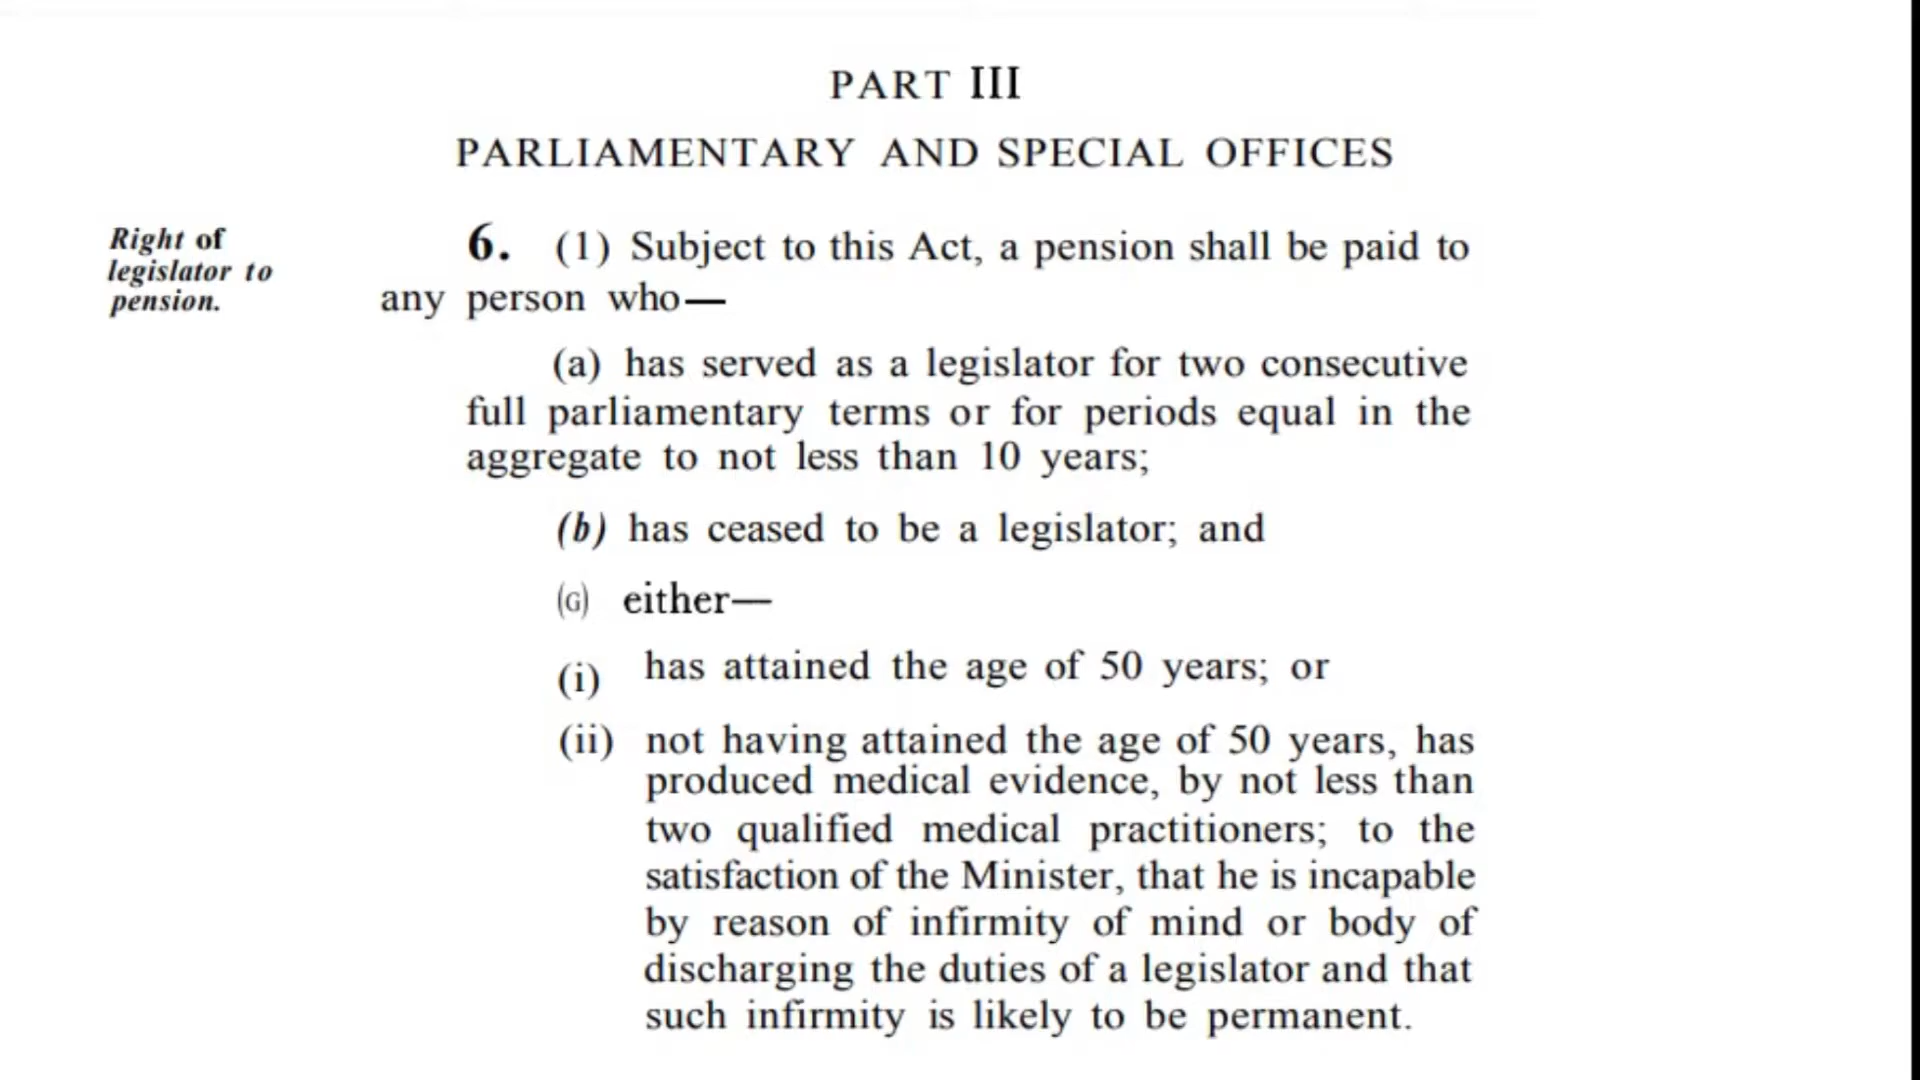 PART III
PARLIAMENTARY AND SPECIAL OFFICES
Right of
legislator to
pension.
6. (1) Subject to this Act, a pension shall be paid to
any person who—
(a) has served as a legislator for two consecutive
full parliamentary terms or for periods equal in the
aggregate to not less than 10 years;
(b) has ceased to be a legislator; and
(G) either—
(i) has attained the age of 50 years; or
(ii) not having attained the age of 50 years, has
produced medical evidence, by not less than
two qualified medical practitioners; to the
satisfaction of the Minister, that he is incapable
by reason of infirmity of mind or body of
discharging the duties of a legislator and that
such infirmity is likely to be permanent.